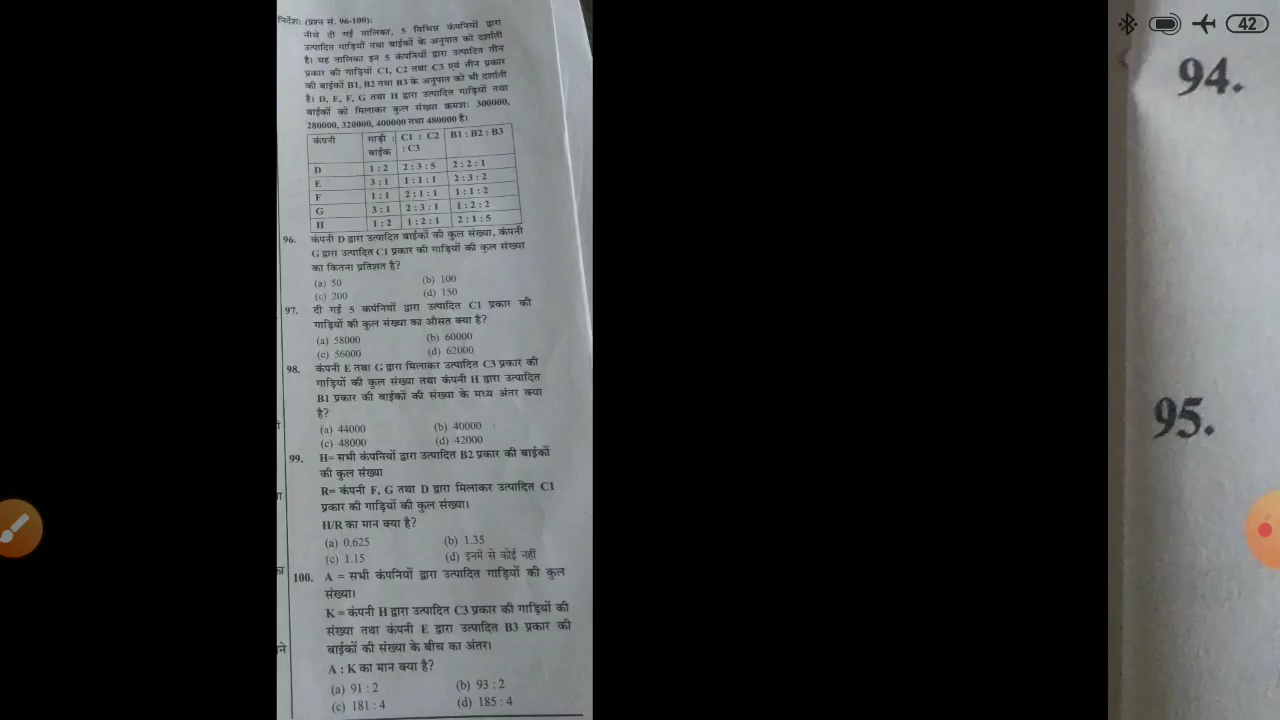 निर्देश: (प्रश्न सं. 96-100):
नीचे दी गई तालिका, 5 विभिन्न कंपनियों द्वारा
उत्पादित गाड़ियों तथा बाईकों के अनुपात को दर्शाती
है। यह तालिका इन 5 कंपनियों द्वारा उत्पादित तीन
प्रकार की गाड़ियों C1, C2 तथा C3 एवं तीन प्रकार
की बाईकों B1, B2 तथा B3 के अनुपात को भी दर्शाती
है। D, E, F, G तथा H द्वारा उत्पादित गाड़ियों तथा
बाईकों को मिलाकर कुल संख्या क्रमशः 300000,
280000, 320000, 400000 तथा 480000 है।
कंपनी गाड़ी : बाईक C1 : C2 : C3 B1 : B2 : B3
D 1 : 2 2 : 3 : 5 2 : 2 : 1
E 3 : 1 1 : 1 : 1 2 : 3 : 2
F 1 : 1 2 : 1 : 1 1 : 1 : 2
G 3 : 1 2 : 3 : 1 1 : 2 : 2
H 1 : 2 1 : 2 : 1 2 : 1 : 5
96. कंपनी D द्वारा उत्पादित बाईकों की कुल संख्या, कंपनी
G द्वारा उत्पादित C1 प्रकार की गाड़ियों की कुल संख्या
का कितना प्रतिशत है?
(a) 50 (b) 100
(c) 200 (d) 150
97. दी गई 5 कपंनियों द्वारा उत्पादित C1 प्रकार की
गाड़ियों की कुल संख्या का औसत क्या है?
(a) 58000 (b) 60000
(c) 56000 (d) 62000
98. कंपनी E तथा G द्वारा मिलाकर उत्पादित C3 प्रकार की
गाड़ियों की कुल संख्या तथा कंपनी H द्वारा उत्पादित
B1 प्रकार की बाईकों की संख्या के मध्य अंतर क्या
है?
(a) 44000 (b) 40000
(c) 48000 (d) 42000
99. H= सभी कंपनियों द्वारा उत्पादित B2 प्रकार की बाईकों
की कुल संख्या
R= कंपनी F, G तथा D द्वारा मिलाकर उत्पादित C1
प्रकार की गाड़ियों की कुल संख्या।
H/R का मान क्या है?
(a) 0.625 (b) 1.35
(c) 1.15 (d) इनमें से कोई नहीं
100. A = सभी कंपनियों द्वारा उत्पादित गाड़ियों की कुल
संख्या।
K = कंपनी H द्वारा उत्पादित C3 प्रकार की गाड़ियों की
संख्या तथा कंपनी E द्वारा उत्पादित B3 प्रकार की
बाईकों की संख्या के बीच का अंतर।
A : K का मान क्या है?
(a) 91 : 2 (b) 93 : 2
(c) 181 : 4 (d) 185 : 4
42
94.
95.